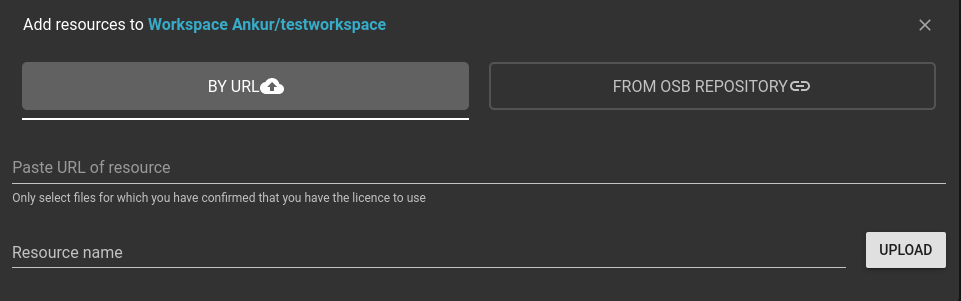 Add resources to Workspace Ankur/testworkspace
BY URL
FROM OSB REPOSITORY
Paste URL of resource
Only select files for which you have confirmed that you have the licence to use
Resource name
UPLOAD